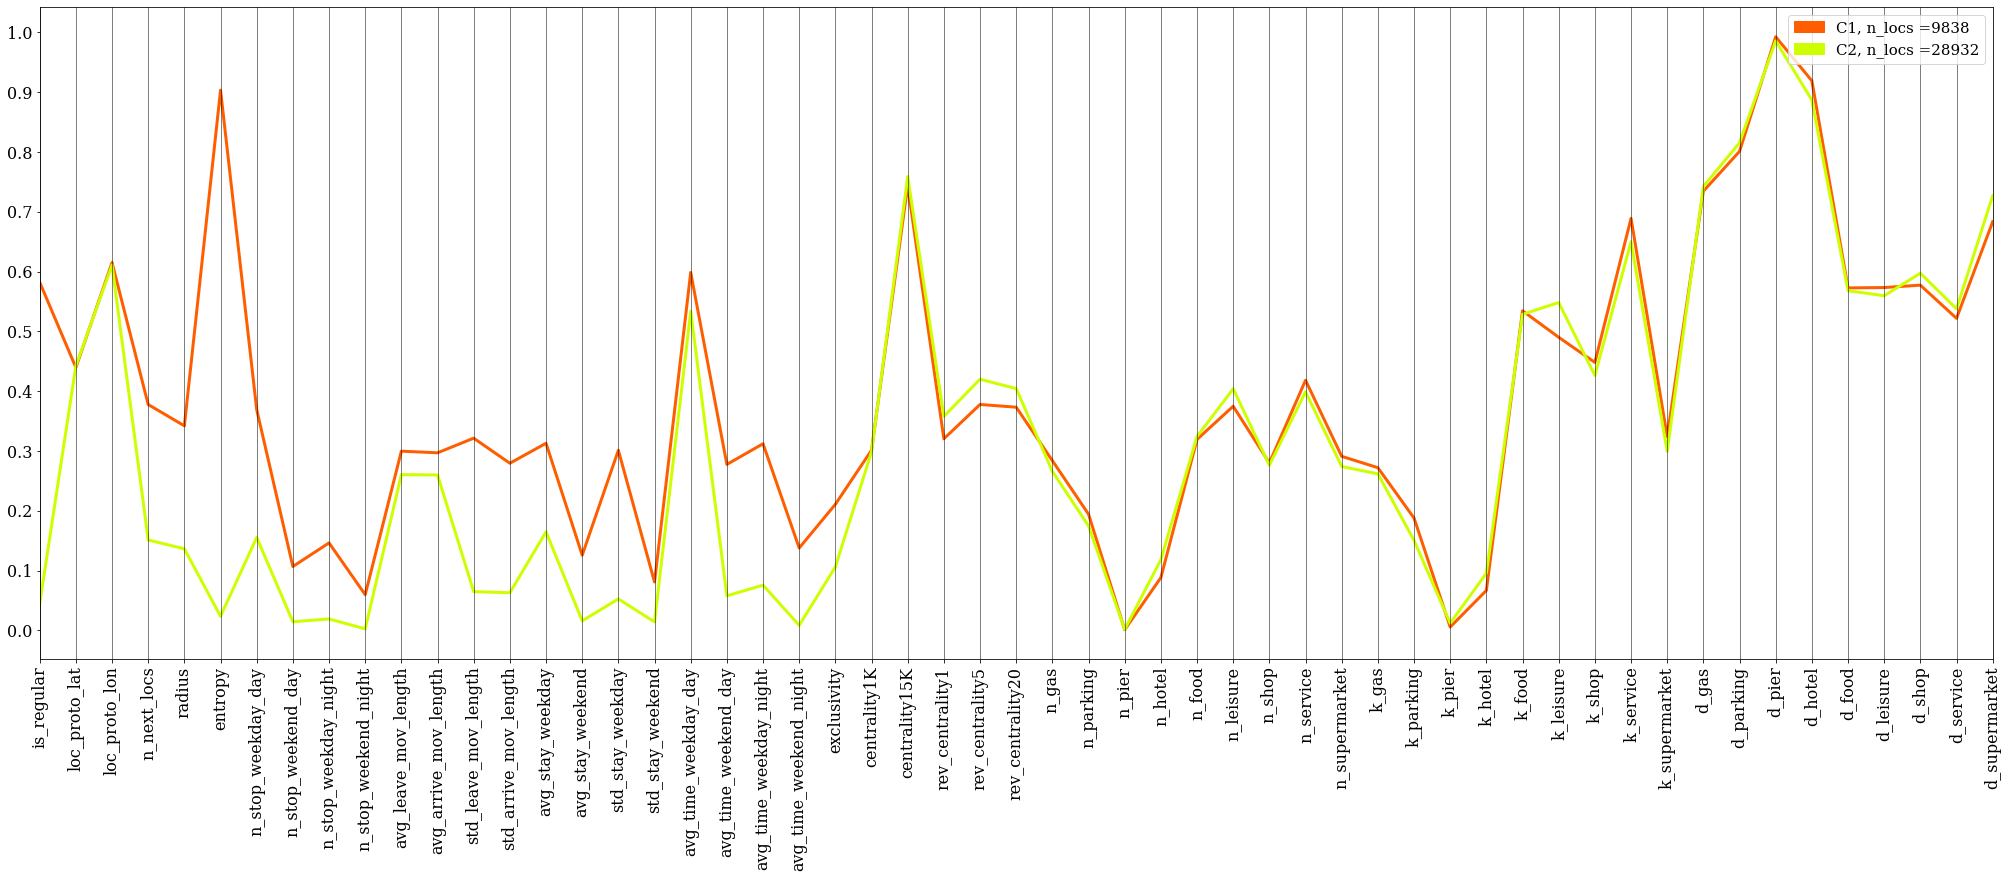 1.0
0.9
0.8
0.7
0.6
0.5
0.4
0.3
0.2
0.1
0.0
C1, n_locs =9838
C2, n_locs =28932
is_regular
loc_proto_lat
loc_proto_lon
n_next_locs
radius
entropy
n_stop_weekday_day
n_stop_weekend_day
n_stop_weekday_night
n_stop_weekend_night
avg_leave_mov_length
avg_arrive_mov_length
std_leave_mov_length
std_arrive_mov_length
avg_stay_weekday
avg_stay_weekend
std_stay_weekday
std_stay_weekend
avg_time_weekday_day
avg_time_weekend_day
avg_time_weekday_night
avg_time_weekend_night
exclusivity
centrality1K
centrality15K
rev_centrality1
rev_centrality5
rev_centrality20
n_gas
n_parking
n_pier
n_hotel
n_food
n_leisure
n_shop
n_service
n_supermarket
k_gas
k_parking
k_pier
k_hotel
k_food
k_leisure
k_shop
k_service
k_supermarket
d_gas
d_parking
d_pier
d_hotel
d_food
d_leisure
d_shop
d_service
d_supermarket